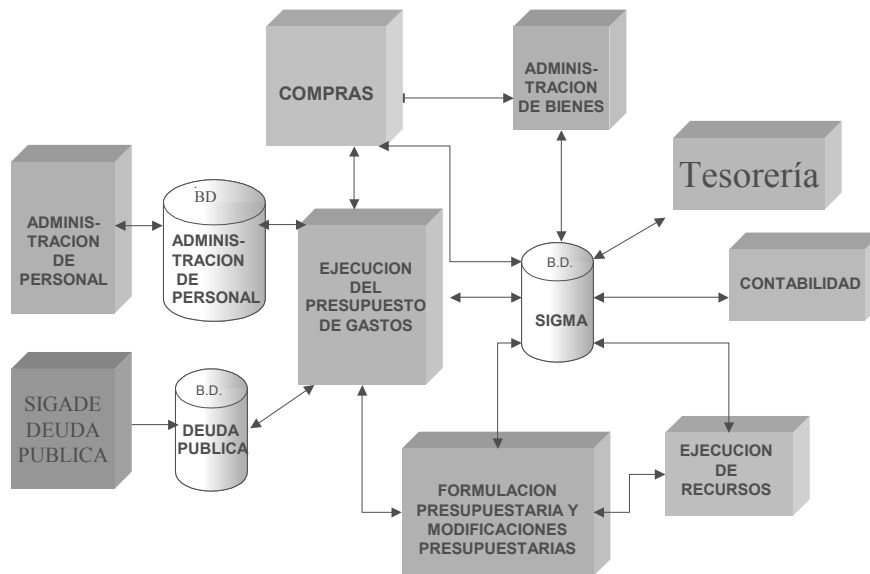 COMPRAS
ADMINIS-
TRACION
DE BIENES
Tesorería
ADMINIS-
TRACION
DE
PERSONAL
BD
ADMINIS-
TRACION
DE
PERSONAL
EJECUCION
DEL
PRESUPUESTO
DE GASTOS
B.D.
SIGMA
CONTABILIDAD
SIGADE
DEUDA
PUBLICA
B.D.
DEUDA
PUBLICA
FORMULACION
PRESUPUESTARIA Y
MODIFICACIONES
PRESUPUESTARIAS
EJECUCION
DE
RECURSOS